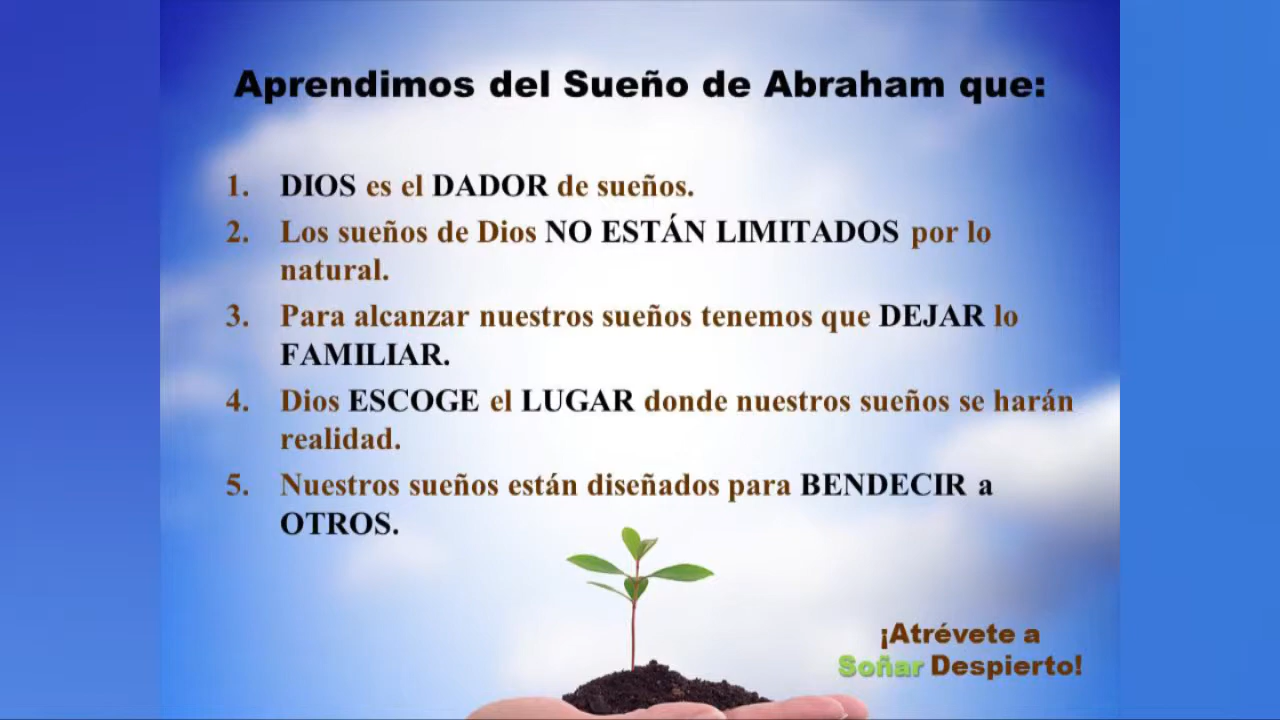 Aprendimos del Sueño de Abraham que:
1. DIOS es el DADOR de sueños.
2. Los sueños de Dios NO ESTÁN LIMITADOS por lo
natural.
3. Para alcanzar nuestros sueños tenemos que DEJAR lo
FAMILIAR.
4. Dios ESCOGE el LUGAR donde nuestros sueños se harán
realidad.
5. Nuestros sueños están diseñados para BENDECIR a
OTROS.
¡Atrévete a
Soñar Despierto!